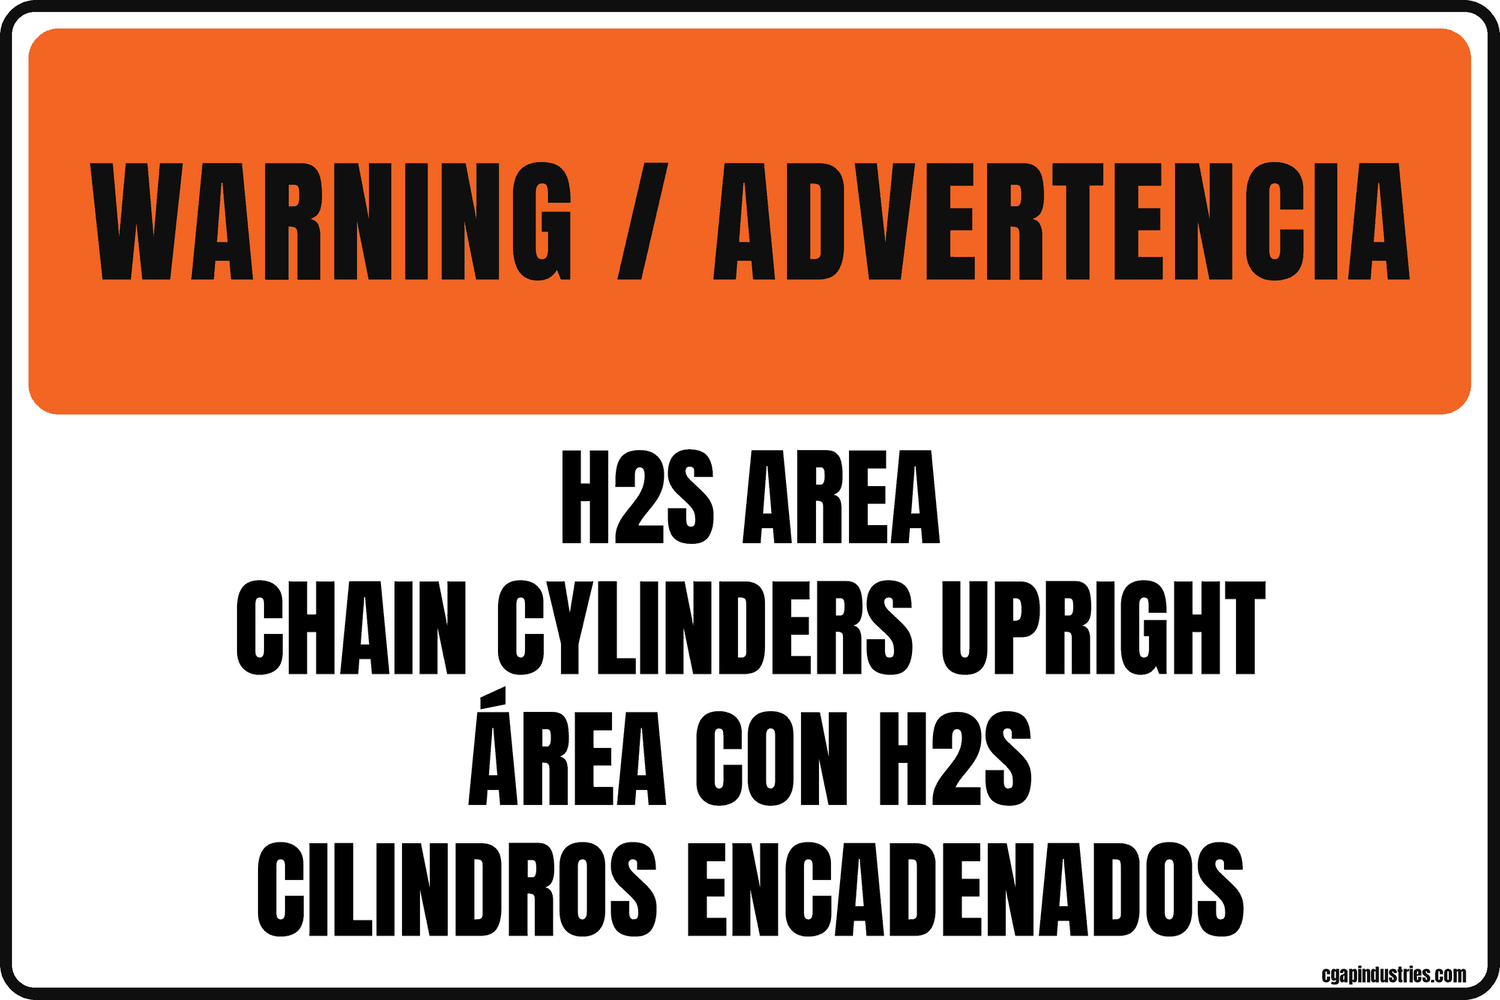 WARNING / ADVERTENCIA
H2S AREA
CHAIN CYLINDERS UPRIGHT
ÁREA CON H2S
CILINDROS ENCADENADOS
cgapindustries.com